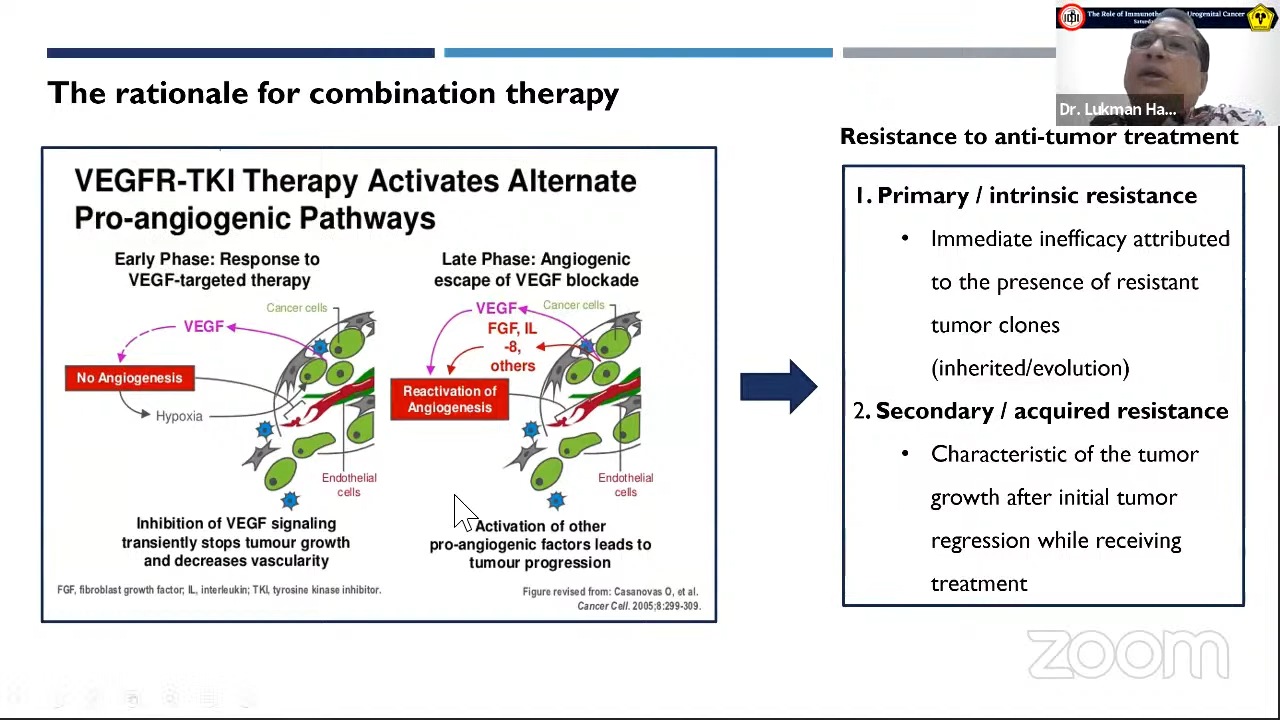 The Role of Immunothe Urogenital Cancer
Dr. Lukman Ha...
The rationale for combination therapy
VEGFR-TKI Therapy Activates Alternate
Pro-angiogenic Pathways
Early Phase: Response to
VEGF-targeted therapy
Cancer cells
VEGF
No Angiogenesis
Hypoxia
Endothelial
cells
Inhibition of VEGF signaling
transiently stops tumour growth
and decreases vascularity
Late Phase: Angiogenic
escape of VEGF blockade
Cancer cells
VEGF
FGF, IL
-8,
others
Reactivation of
Angiogenesis
Endothelial
cells
Activation of other
pro-angiogenic factors leads to
tumour progression
FGF, fibroblast growth factor; IL, interleukin; TKI, tyrosine kinase inhibitor.
Figure revised from: Casanovas O, et al.
Cancer Cell. 2005;8:299-309.
Resistance to anti-tumor treatment
1. Primary / intrinsic resistance
• Immediate inefficacy attributed
to the presence of resistant
tumor clones
(inherited/evolution)
2. Secondary / acquired resistance
• Characteristic of the tumor
growth after initial tumor
regression while receiving
treatment
zoom